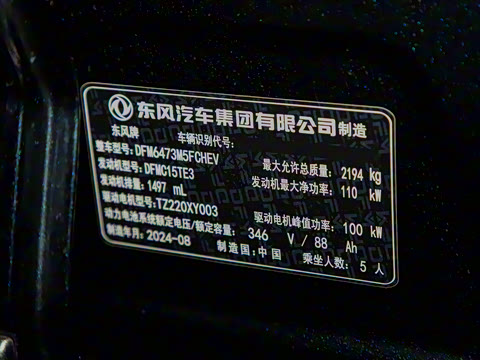 东风汽车集团有限公司 制造
东风牌 车辆识别代号:
整车型号:DFM6473M5FCHEV 最大允许总质量: 2194 kg
发动机型号:DFMC15TE3 发动机最大净功率: 110 kW
发动机排量: 1497 mL
驱动电机型号:TZ220XY003 驱动电机峰值功率: 100 kW
动力电池系统额定电压/额定容量: 346 V / 88 Ah
制造年月: 2024-08 制造国:中国 乘坐人数: 5 人